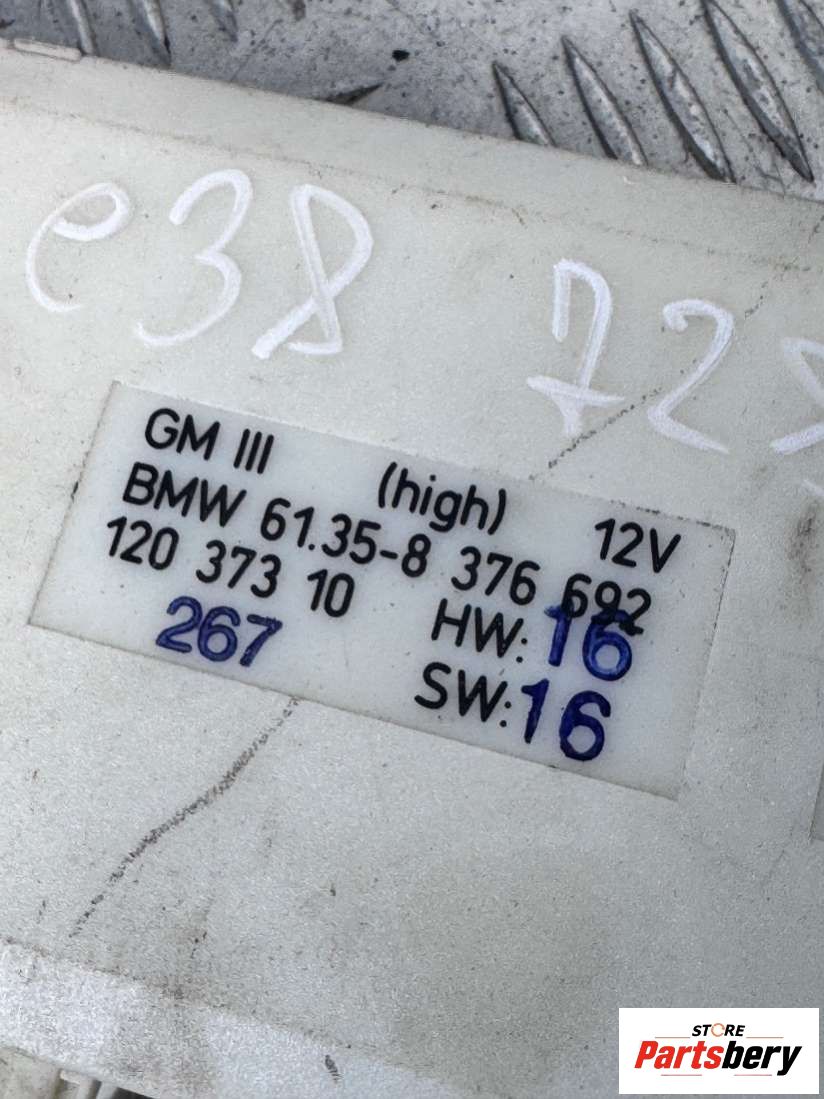 e38 72
GM III (high) 12V
BMW 61.35-8 376 692
120 373 10 HW: 16
267 SW: 16
STORE
Partsbery